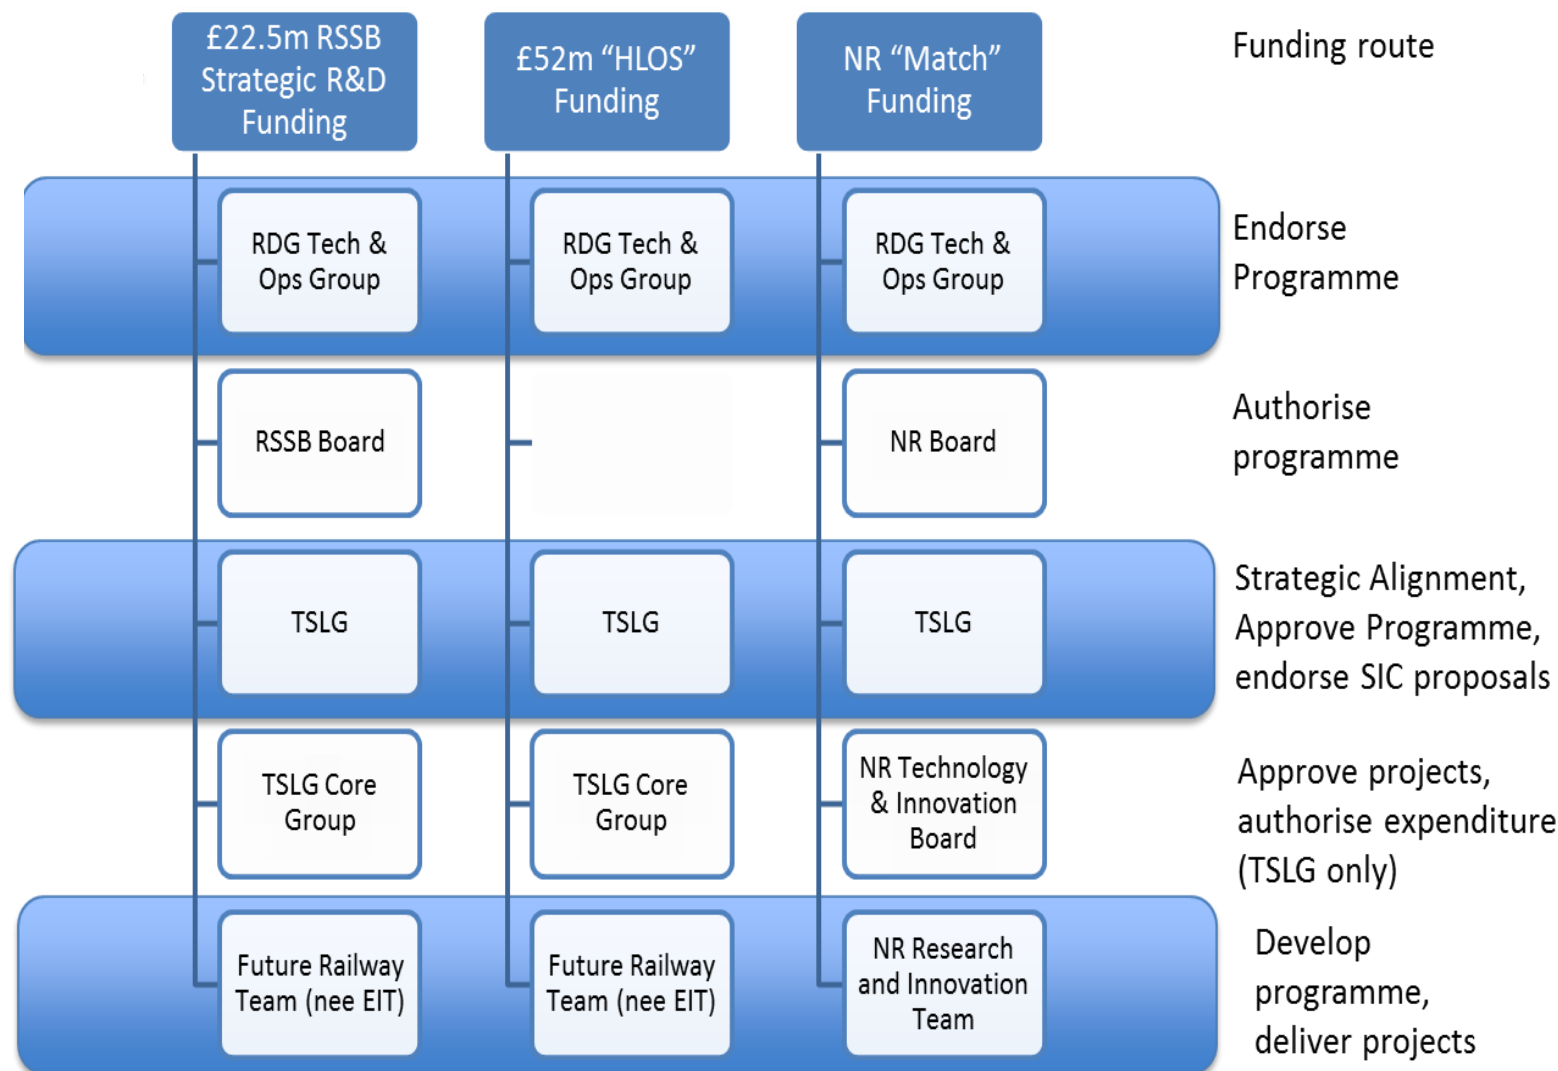 £22.5m RSSB
Strategic R&D
Funding
£52m “HLOS”
Funding
NR “Match”
Funding
Funding route
RDG Tech &
Ops Group
RDG Tech &
Ops Group
RDG Tech &
Ops Group
Endorse
Programme
RSSB Board
NR Board
Authorise
programme
TSLG
TSLG
TSLG
Strategic Alignment,
Approve Programme,
endorse SIC proposals
TSLG Core
Group
TSLG Core
Group
NR Technology
& Innovation
Board
Approve projects,
authorise expenditure
(TSLG only)
Future Railway
Team (nee EIT)
Future Railway
Team (nee EIT)
NR Research
and Innovation
Team
Develop
programme,
deliver projects